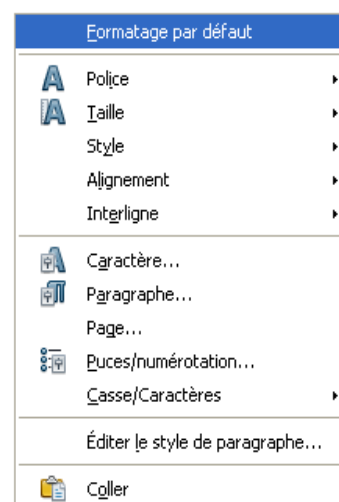 Formatage par défaut
Police
Taille
Style
Alignement
Interligne
Caractère...
Paragraphe...
Page...
Puces/numérotation...
Casse/Caractères
Éditer le style de paragraphe...
Coller